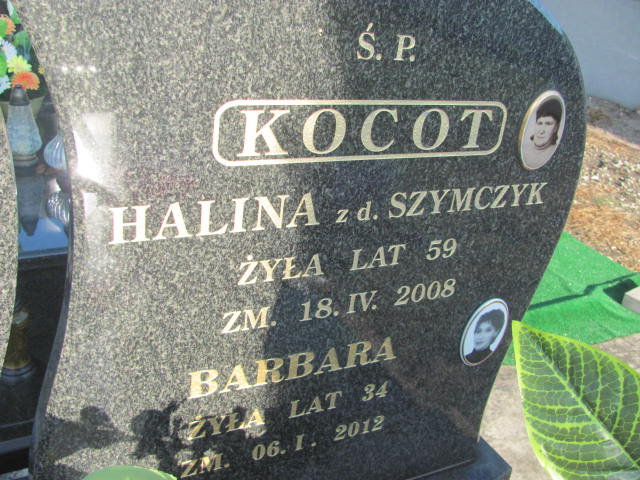 Ś. P.
KOCOT
HALINA z d. SZYMCZYK
ŻYŁA LAT 59
ZM. 18. IV. 2008
BARBARA
ŻYŁA LAT 34
ZM. 06. I. 2012